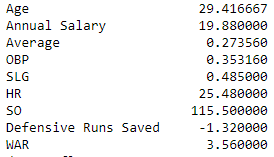 Age 29.416667
Annual Salary 19.880000
Average 0.273560
OBP 0.353160
SLG 0.485000
HR 25.480000
SO 115.500000
Defensive Runs Saved -1.320000
WAR 3.560000